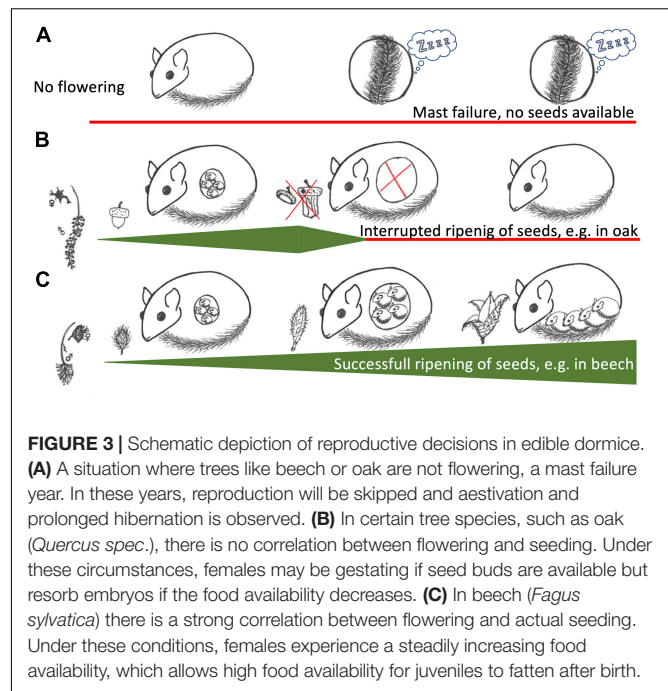 A
No flowering
Zzzz
Zzzz
Mast failure, no seeds available
B
Interrupted ripenig of seeds, e.g. in oak
C
Successfull ripening of seeds, e.g. in beech
FIGURE 3 | Schematic depiction of reproductive decisions in edible dormice.
(A) A situation where trees like beech or oak are not flowering, a mast failure
year. In these years, reproduction will be skipped and aestivation and
prolonged hibernation is observed. (B) In certain tree species, such as oak
(Quercus spec.), there is no correlation between flowering and seeding. Under
these circumstances, females may be gestating if seed buds are available but
resorb embryos if the food availability decreases. (C) In beech (Fagus
sylvatica) there is a strong correlation between flowering and actual seeding.
Under these conditions, females experience a steadily increasing food
availability, which allows high food availability for juveniles to fatten after birth.